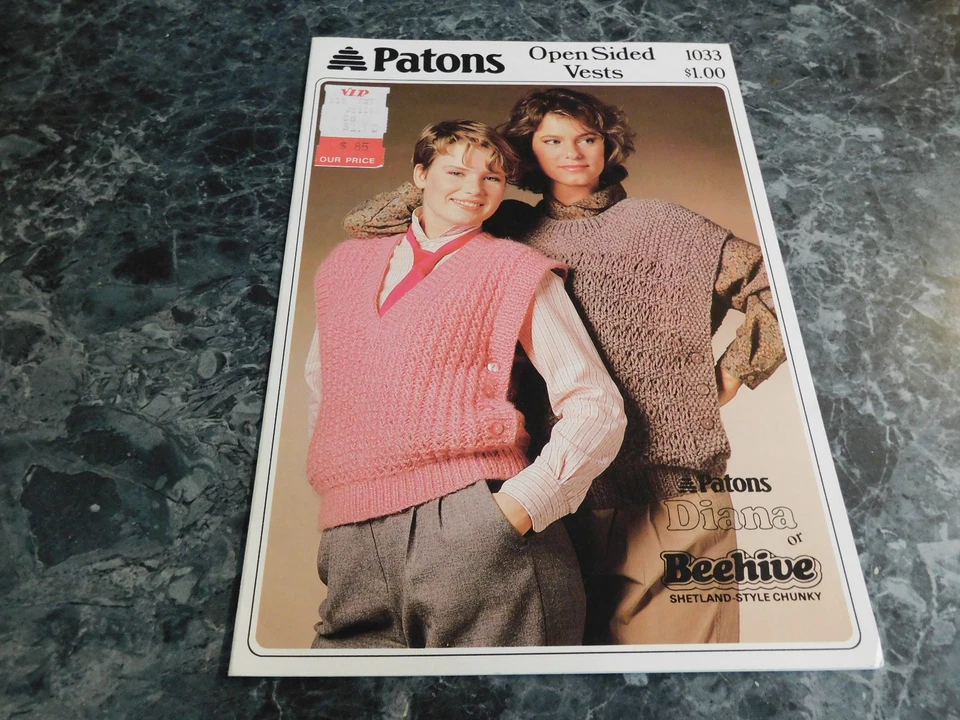 Patons
Open Sided
Vests
1033
$1.00
VIP
$ 85
OUR PRICE
Patons
Diana
or
Beehive
SHETLAND-STYLE CHUNKY